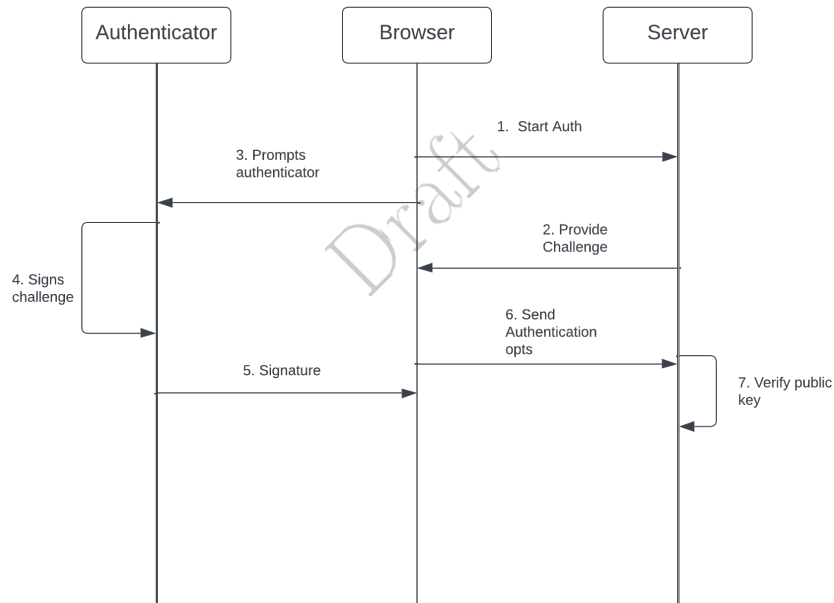 Authenticator
Browser
Server
1. Start Auth
3. Prompts
authenticator
Draft
2. Provide
Challenge
4. Signs
challenge
6. Send
Authentication
opts
5. Signature
7. Verify public
key